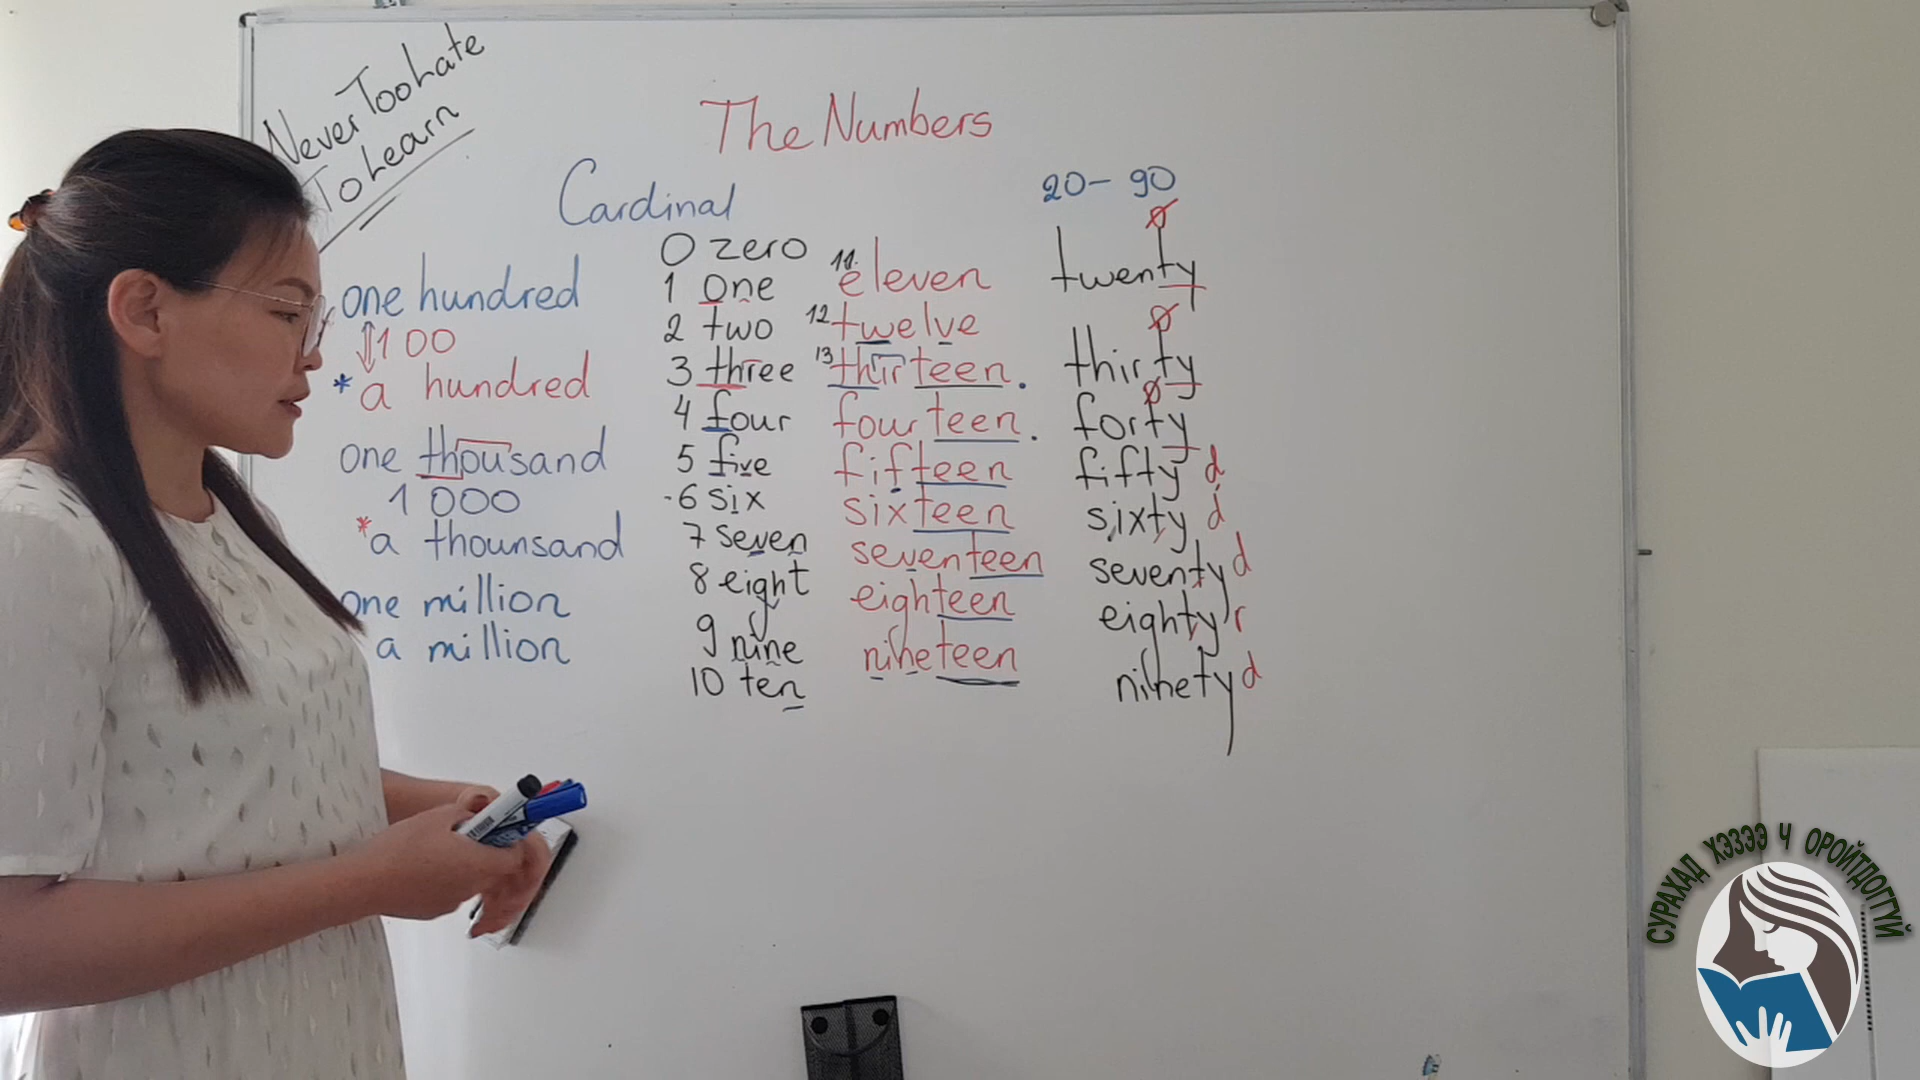 Never Too Late
To Learn
The Numbers
Cardinal
one hundred
100
*a hundred
one thousand
1 000
*a thounsand
one million
a million
0 zero
1 one
2 two
3 three
4 four
5 five
6 six
7 seven
8 eight
9 nine
10 ten
11. eleven
12 twelve
13 thirteen.
fourteen.
fifteen
sixteen
seventeen
eighteen
nineteen
20 - 90
twenty
thirty
forty
fifty d
sixty d
seventy d
eighty r
ninety d
СУРАХАД ХЭЗЭЭ Ч ОРОЙТДОГГҮЙ